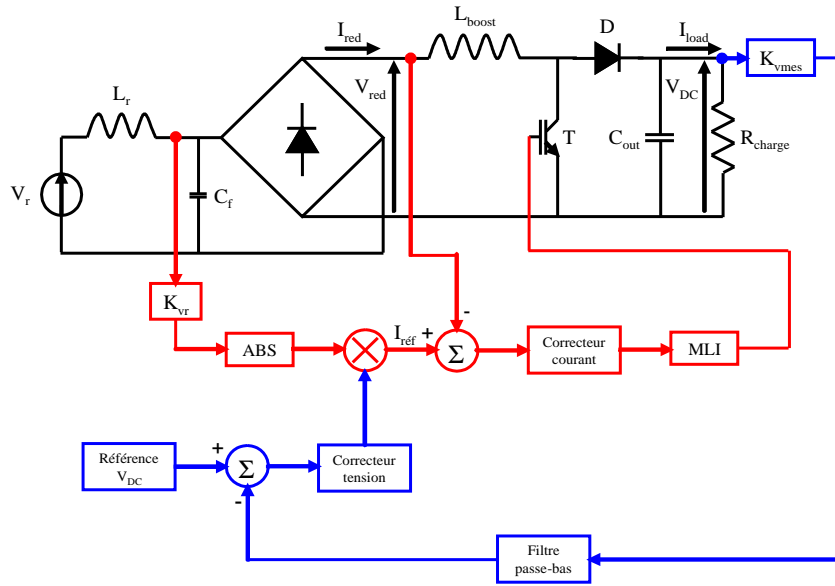 I_red
L_boost
D
I_load
K_vmes
V_red
V_DC
L_r
T
C_out
R_charge
V_r
C_f
K_vr
-
ABS
I_réf
+
Σ
Correcteur
courant
MLI
+
Référence
V_DC
Σ
Correcteur
tension
-
Filtre
passe-bas